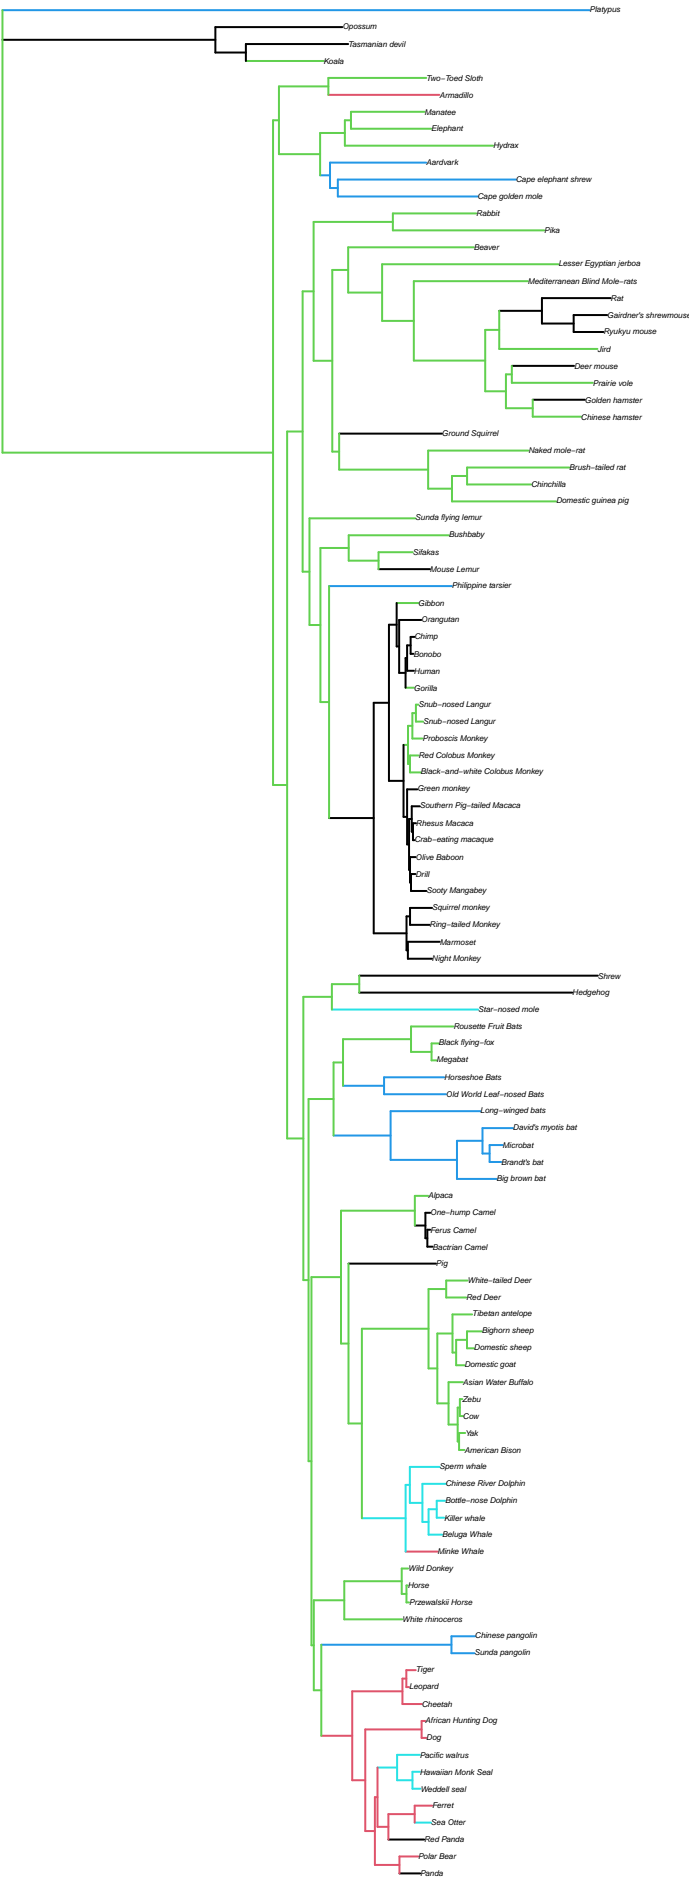 Platypus
Opossum
Tasmanian devil
Koala
Two-Toed Sloth
Armadillo
Manatee
Elephant
Hydrax
Aardvark
Cape elephant shrew
Cape golden mole
Rabbit
Pika
Beaver
Lesser Egyptian jerboa
Mediterranean Blind Mole-rats
Rat
Gairdner's shrewmouse
Ryukyu mouse
Jird
Deer mouse
Prairie vole
Golden hamster
Chinese hamster
Ground Squirrel
Naked mole-rat
Brush-tailed rat
Chinchilla
Domestic guinea pig
Sunda flying lemur
Bushbaby
Sifakas
Mouse Lemur
Philippine tarsier
Gibbon
Orangutan
Chimp
Bonobo
Human
Gorilla
Snub-nosed Langur
Snub-nosed Langur
Proboscis Monkey
Red Colobus Monkey
Black-and-white Colobus Monkey
Green monkey
Southern Pig-tailed Macaca
Rhesus Macaca
Crab-eating macaque
Olive Baboon
Drill
Sooty Mangabey
Squirrel monkey
Ring-tailed Monkey
Marmoset
Night Monkey
Shrew
Hedgehog
Star-nosed mole
Rousette Fruit Bats
Black flying-fox
Megabat
Horseshoe Bats
Old World Leaf-nosed Bats
Long-winged bats
David's myotis bat
Microbat
Brandt's bat
Big brown bat
Alpaca
One-hump Camel
Ferus Camel
Bactrian Camel
Pig
White-tailed Deer
Red Deer
Tibetan antelope
Bighorn sheep
Domestic sheep
Domestic goat
Asian Water Buffalo
Zebu
Cow
Yak
American Bison
Sperm whale
Chinese River Dolphin
Bottle-nose Dolphin
Killer whale
Beluga Whale
Minke Whale
Wild Donkey
Horse
Przewalskii Horse
White rhinoceros
Chinese pangolin
Sunda pangolin
Tiger
Leopard
Cheetah
African Hunting Dog
Dog
Pacific walrus
Hawaiian Monk Seal
Weddell seal
Ferret
Sea Otter
Red Panda
Polar Bear
Panda